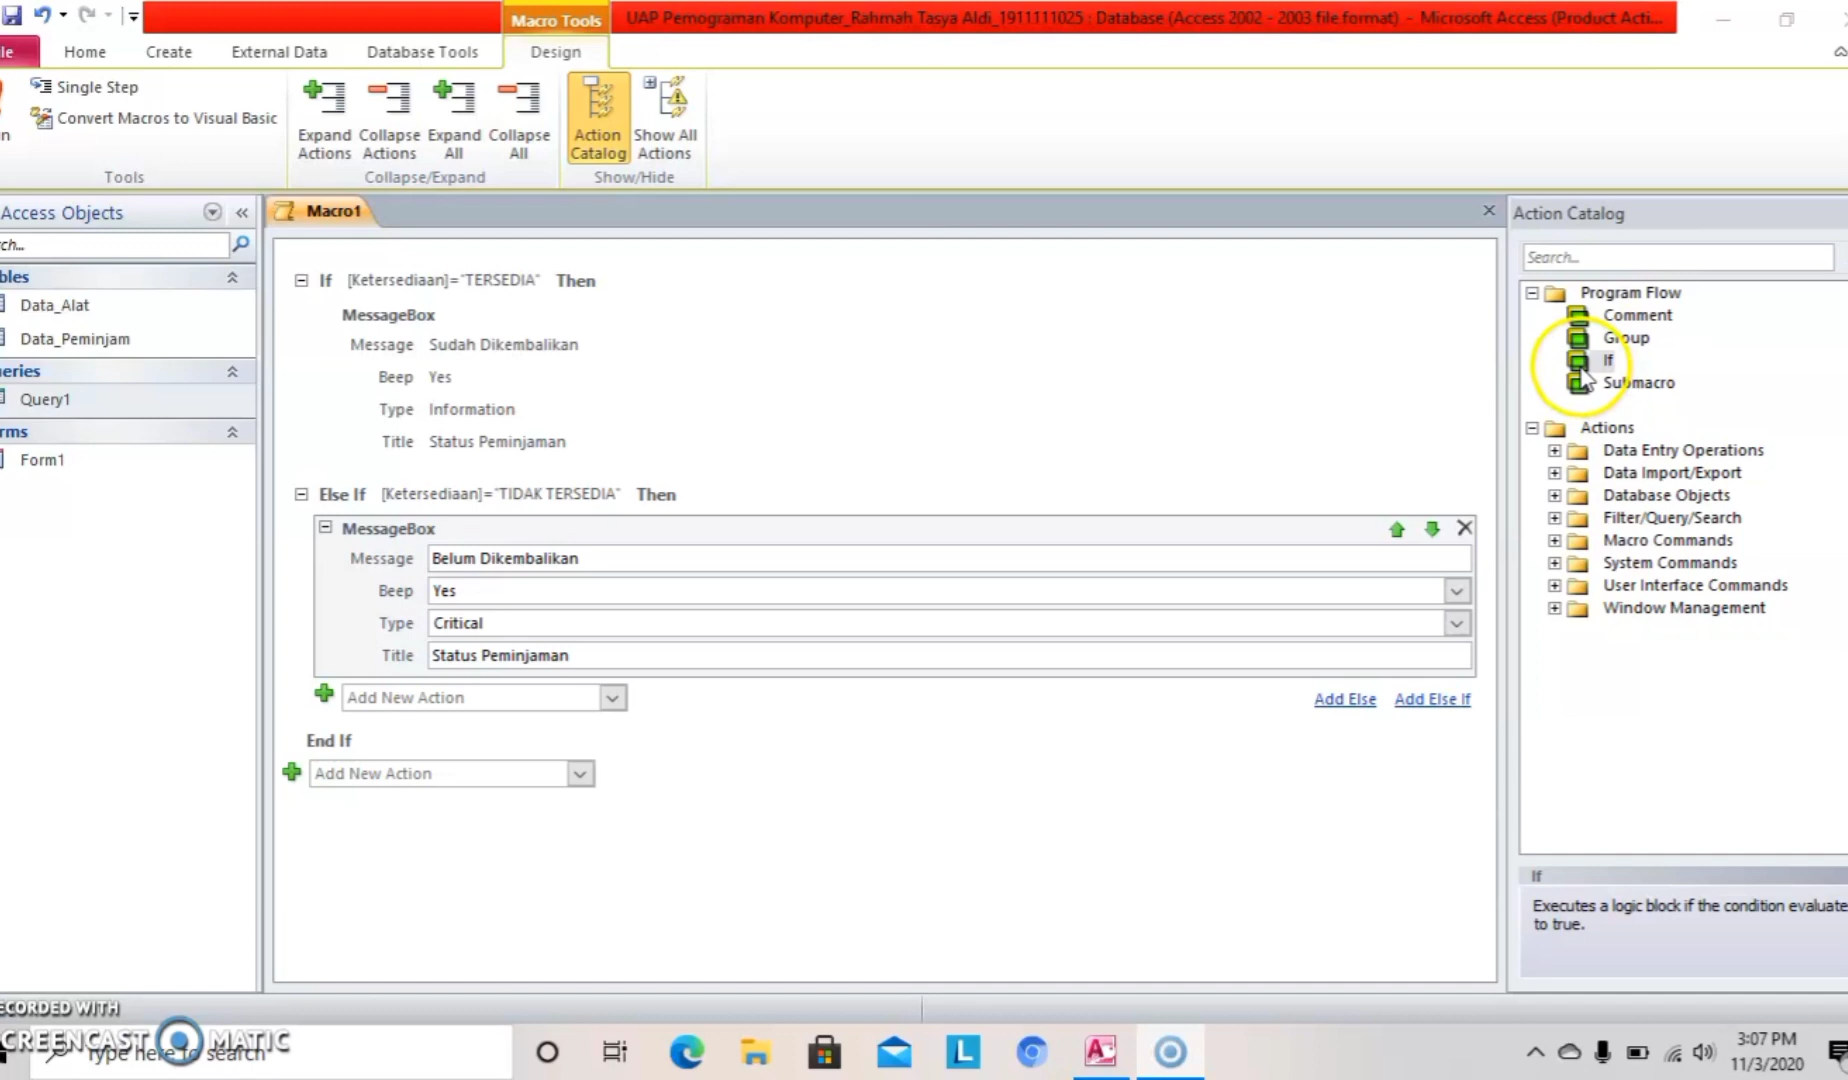 Macro Tools
UAP Pemograman Komputer_Rahmah Tasya Aldi_1911111025 : Database (Access 2002 - 2003 file format) - Microsoft Access (Product Acti...
le Home Create External Data Database Tools Design
Single Step
Convert Macros to Visual Basic
n
Expand Actions
Collapse Actions
Expand All
Collapse All
Action Catalog
Show All Actions
Tools Collapse/Expand Show/Hide
Access Objects
Macro1
Action Catalog
ch...
Search...
bles
Data_Alat
Data_Peminjam
eries
Query1
rms
Form1
If [Ketersediaan]="TERSEDIA" Then
MessageBox
Message Sudah Dikembalikan
Beep Yes
Type Information
Title Status Peminjaman
Else If [Ketersediaan]="TIDAK TERSEDIA" Then
MessageBox
Message Belum Dikembalikan
Beep Yes
Type Critical
Title Status Peminjaman
Add New Action Add Else Add Else If
End If
Add New Action
Program Flow
Comment
Group
If
Submacro
Actions
Data Entry Operations
Data Import/Export
Database Objects
Filter/Query/Search
Macro Commands
System Commands
User Interface Commands
Window Management
If
Executes a logic block if the condition evaluate
to true.
ECORDED WITH
CREENCAST MATIC
Type here to search
L
A
3:07 PM
11/3/2020